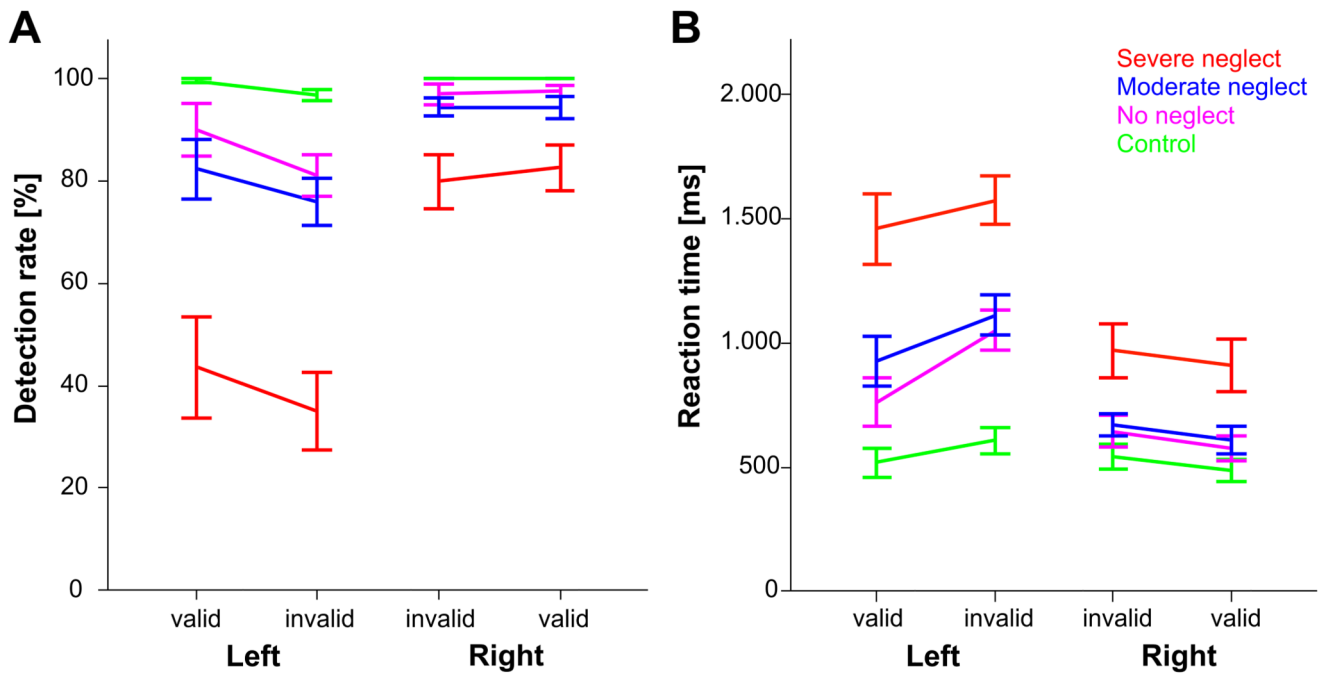 A
Detection rate [%]
100
80
60
40
20
0
valid
invalid
invalid
valid
Left
Right
B
Severe neglect
Moderate neglect
No neglect
Control
Reaction time [ms]
2.000
1.500
1.000
500
0
valid
invalid
invalid
valid
Left
Right